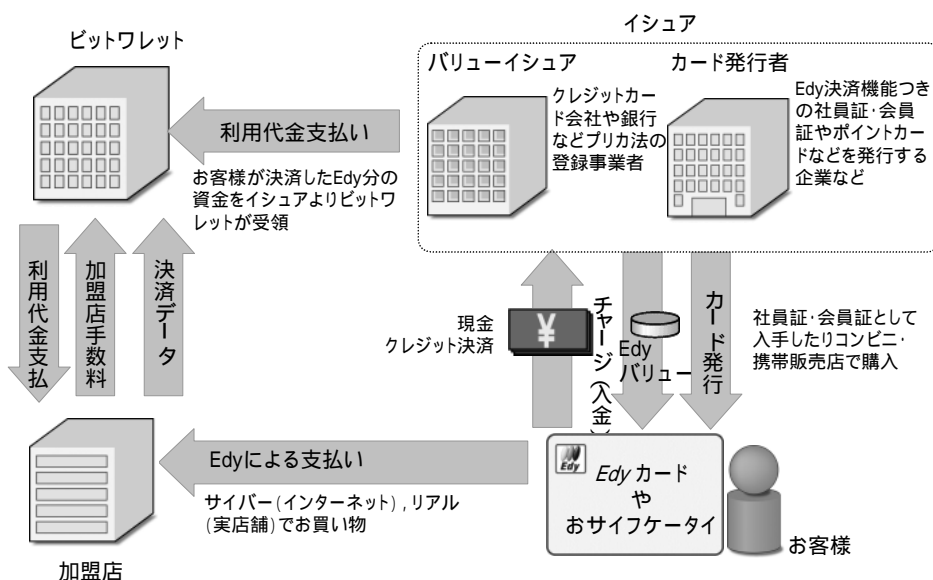 イシュア
ビットワレット
バリューイシュア
カード発行者
クレジットカー
ド会社や銀行
などプリカ法の
登録事業者
Edy決済機能つき
の社員証・会員
証やポイントカー
ドなどを発行する
企業など
利用代金支払い
お客様が決済したEdy分の
資金をイシュアよりビットワ
レットが受領
利用代金支払
加盟店手数料
決済データ
現金
クレジット決済
¥
チャージ(入金)
Edy
バリュー
カード発行
社員証・会員証として
入手したりコンビニ・
携帯販売店で購入
Edyによる支払い
サイバー(インターネット),リアル
(実店舗)でお買い物
Edy
Edy カード
や
おサイフケータイ
お客様
加盟店